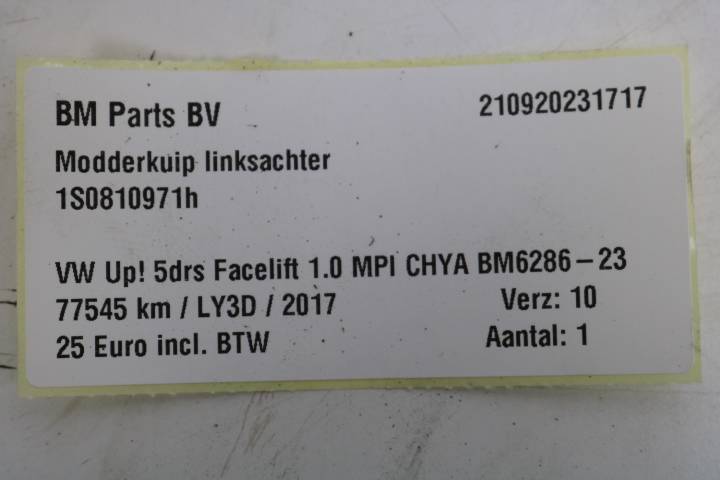 BM Parts BV 210920231717
Modderkuip linksachter
1S0810971h
VW Up! 5drs Facelift 1.0 MPI CHYA BM6286-23
77545 km / LY3D / 2017 Verz: 10
25 Euro incl. BTW Aantal: 1